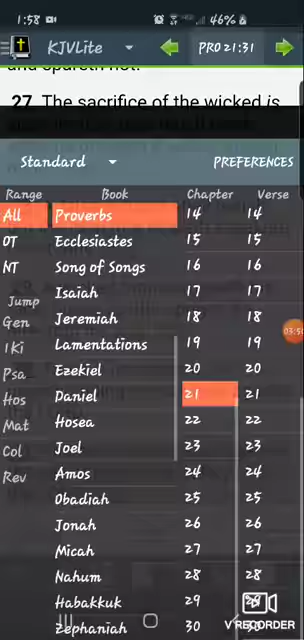 1:58 46%
KJVLite PRO 21:31
and spareth not.
27 The sacrifice of the wicked is
Standard PREFERENCES
Range Book Chapter Verse
All Proverbs 14 14
OT Ecclesiastes 15 15
NT Song of Songs 16 16
Isaiah 17 17
Jump
Gen Jeremiah 18 18
1Ki Lamentations 19 19
Psa Ezekiel 20 20
Hos Daniel 21 21
Mat Hosea 22 22
Col Joel 23 23
Rev Amos 24 24
Obadiah 25 25
Jonah 26 26
Micah 27 27
Nahum 28 28
Habakkuk 29 29
V RECORDER
Zephaniah 30 30